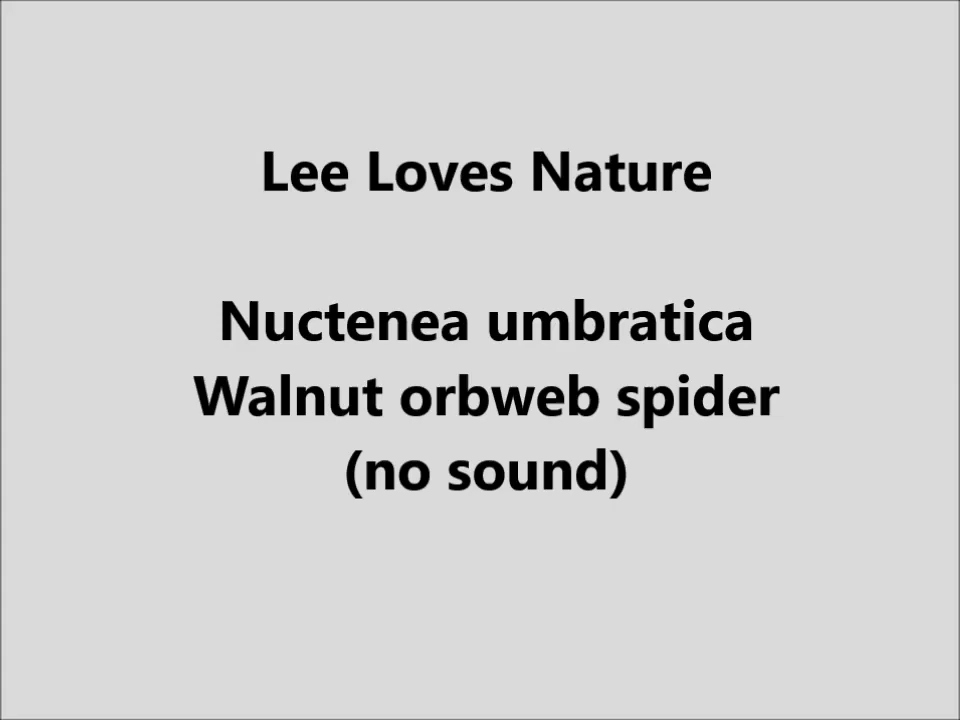 Lee Loves Nature
Nuctenea umbratica
Walnut orbweb spider
(no sound)